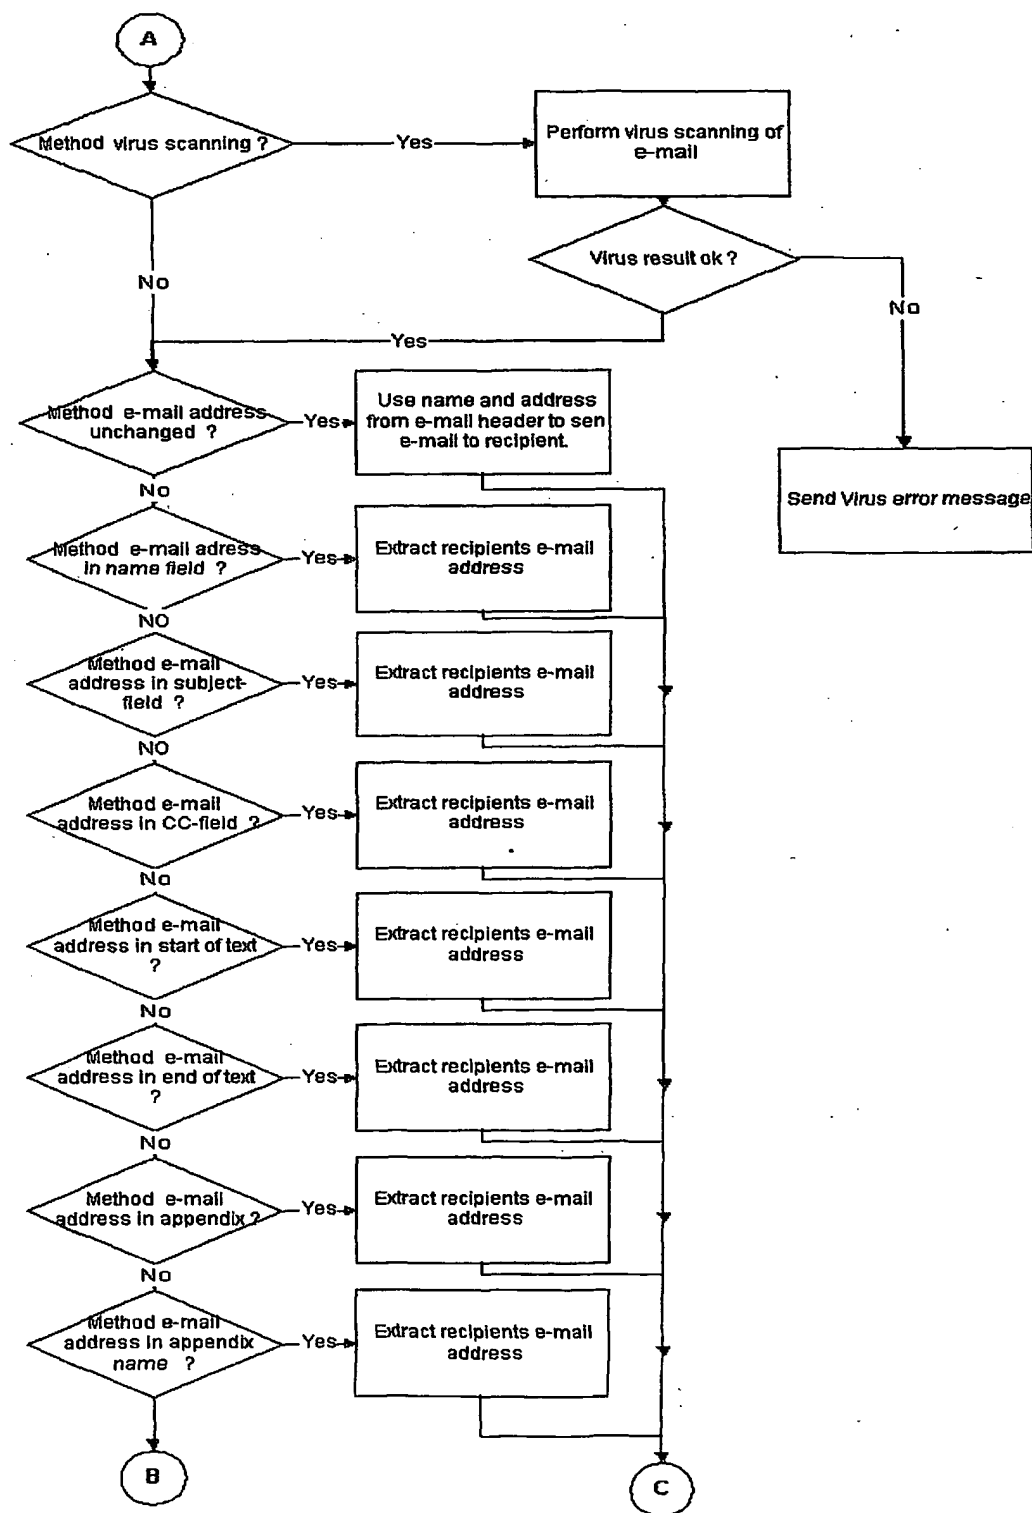 A
Method virus scanning ?
Yes
Perform virus scanning of
e-mail
Virus result ok ?
No
No
Yes
Method e-mail address
unchanged ?
Yes
Use name and address
from e-mail header to sen
e-mail to recipient.
Send Virus error message
No
Method e-mail adress
in name field ?
Yes
Extract recipients e-mail
address
NO
Method e-mail
address in subject-
field ?
Yes
Extract recipients e-mail
address
NO
Method e-mail
address in CC-field ?
Yes
Extract recipients e-mail
address
No
Method e-mail
address in start of text
?
Yes
Extract recipients e-mail
address
No
Method e-mail
address in end of text
?
Yes
Extract recipients e-mail
address
No
Method e-mail
address in appendix ?
Yes
Extract recipients e-mail
address
No
Method e-mail
address in appendix
name ?
Yes
Extract recipients e-mail
address
B
C